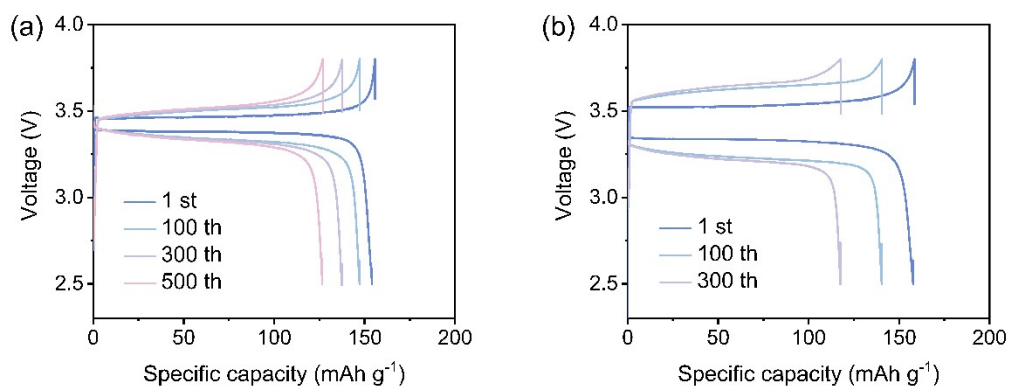 (a)
4.0
3.5
3.0
2.5
Voltage (V)
1 st
100 th
300 th
500 th
0 50 100 150 200
Specific capacity (mAh g⁻¹)
(b)
4.0
3.5
3.0
2.5
Voltage (V)
1 st
100 th
300 th
0 50 100 150 200
Specific capacity (mAh g⁻¹)